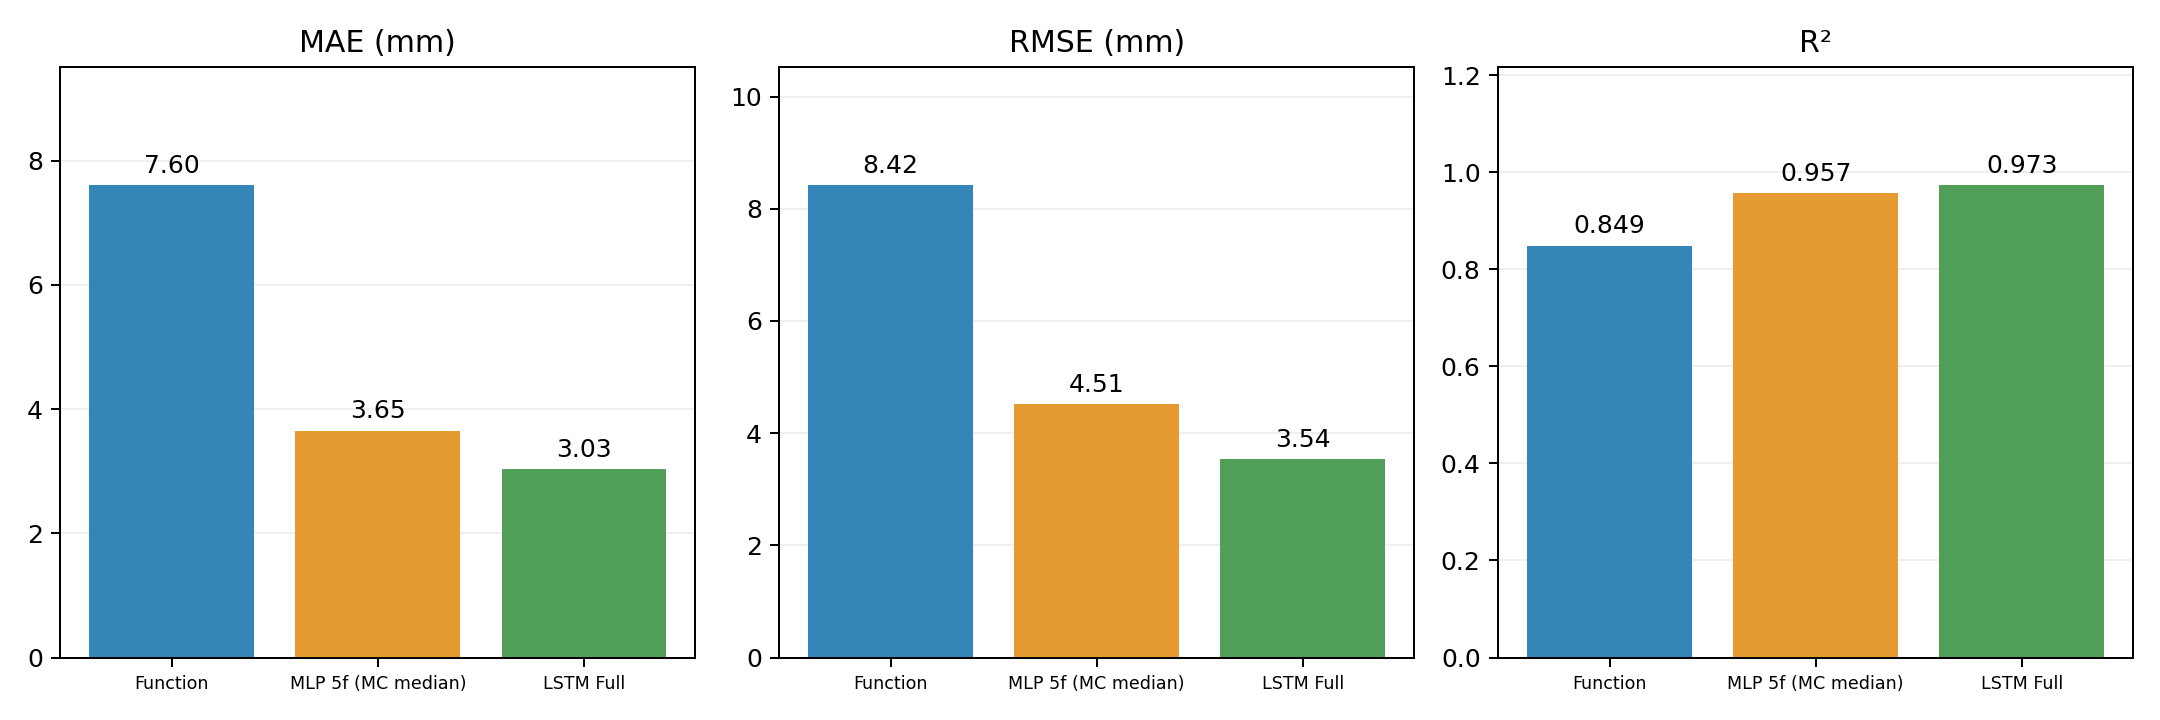 MAE (mm)
8
6
4
2
0
7.60
3.65
3.03
Function
MLP 5f (MC median)
LSTM Full
RMSE (mm)
10
8
6
4
2
0
8.42
4.51
3.54
Function
MLP 5f (MC median)
LSTM Full
R²
1.2
1.0
0.8
0.6
0.4
0.2
0.0
0.849
0.957
0.973
Function
MLP 5f (MC median)
LSTM Full